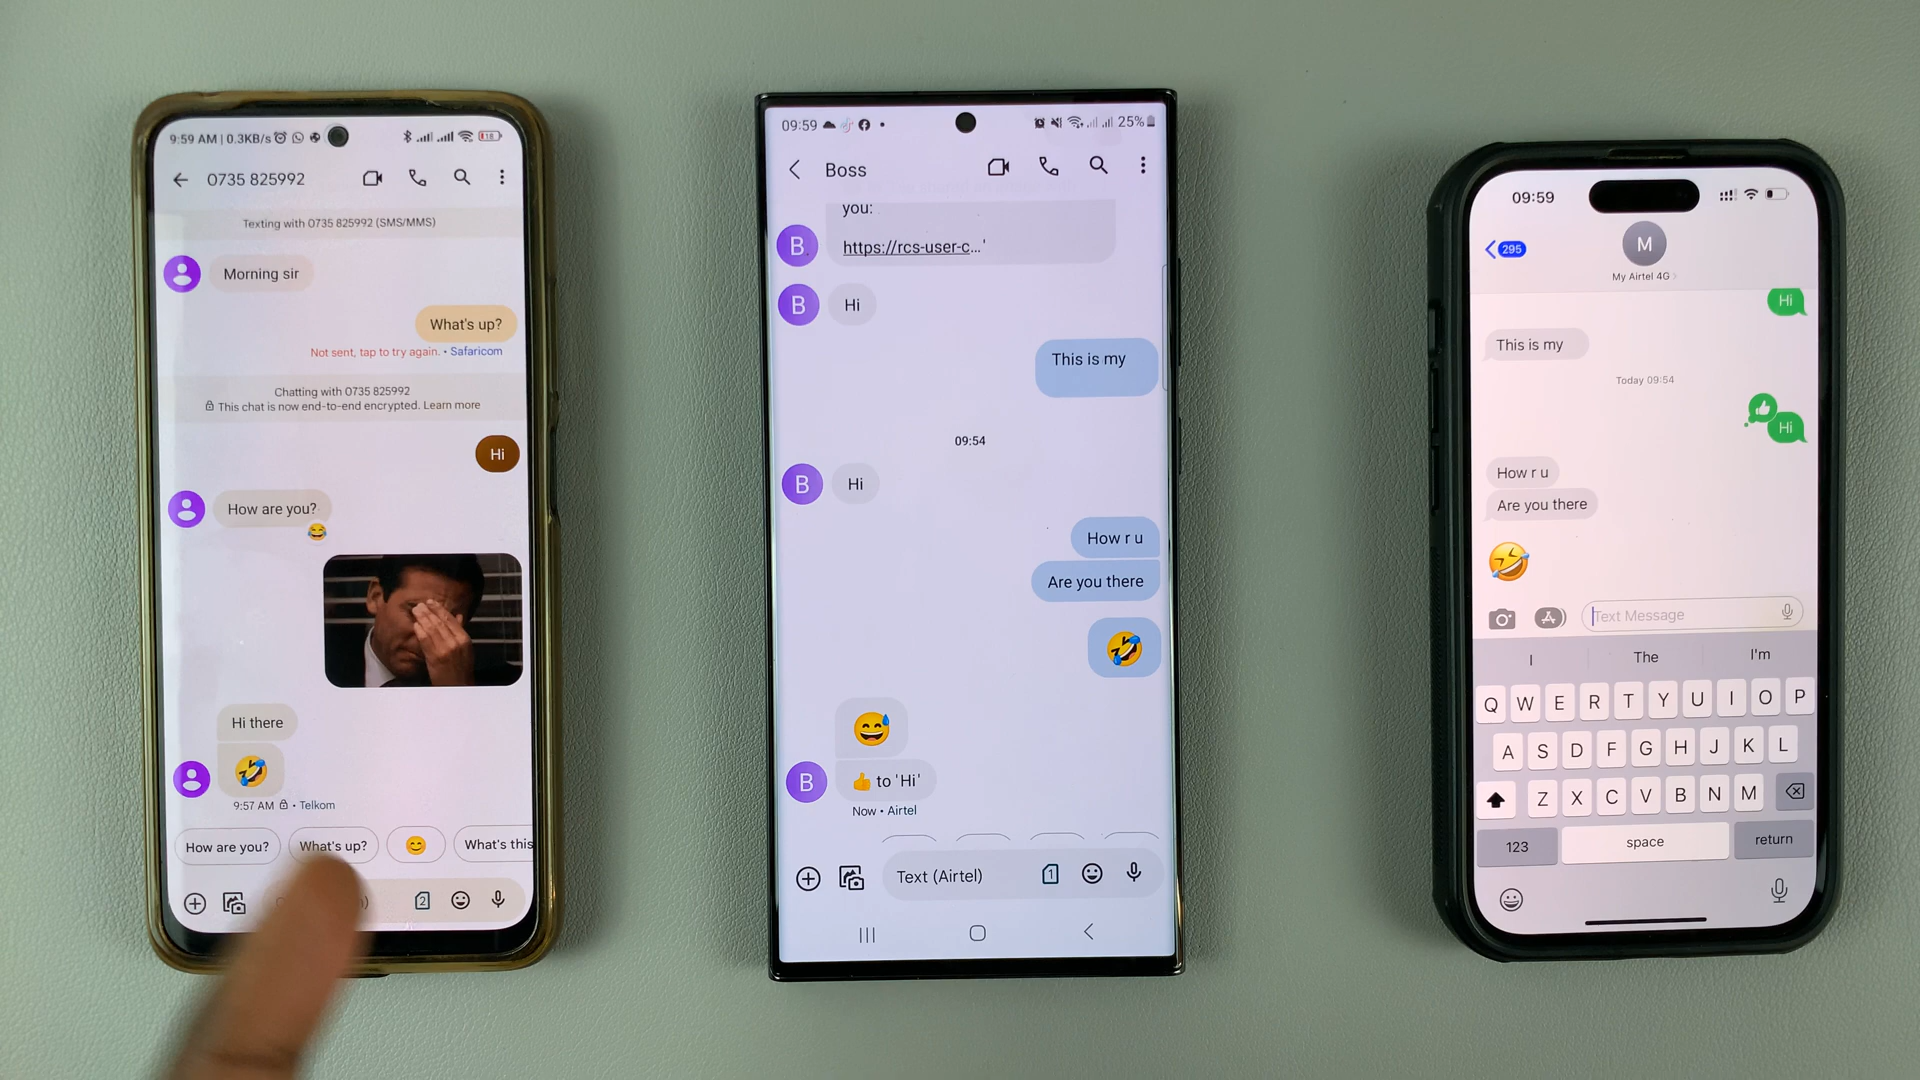 9:59 AM | 0.3KB/s
18
0735 825992
Texting with 0735 825992 (SMS/MMS)
Morning sir
What's up?
Not sent, tap to try again. • Safaricom
Chatting with 0735 825992
This chat is now end-to-end encrypted. Learn more
Hi
How are you?
😂
Hi there
🤣
9:57 AM • Telkom
How are you?
What's up?
😊
What's this
2
09:59
25%
Boss
you:
B
https://rcs-user-c...'
B
Hi
This is my
09:54
B
Hi
How r u
Are you there
🤣
😅
B
👍 to 'Hi'
Now • Airtel
Text (Airtel)
1
09:59
295
M
My Airtel 4G
Hi
This is my
Today 09:54
Hi
How r u
Are you there
🤣
Text Message
I
The
I'm
Q W E R T Y U I O P
A S D F G H J K L
Z X C V B N M
123
space
return